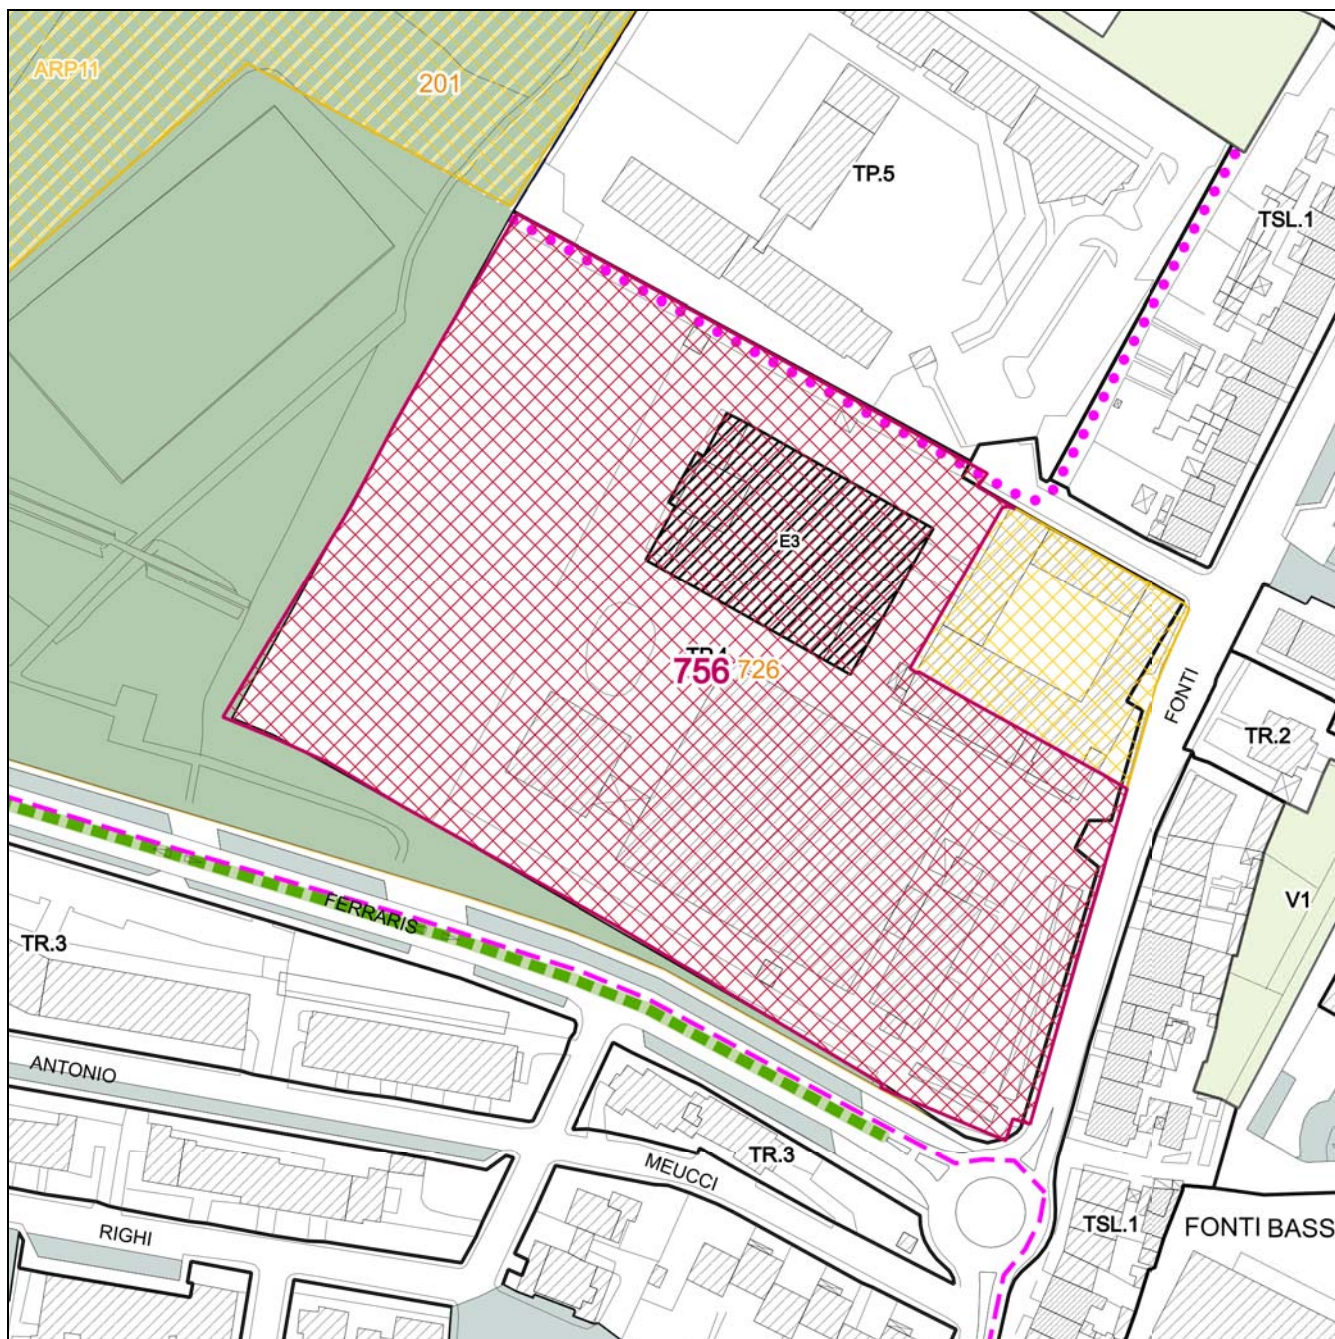 ARP11
201
TP.5
TSL.1
E3
756
726
FONTI
TR.2
V1
FERRARIS
TR.3
ANTONIO
MEUCCI
TR.3
RIGHI
TSL.1
FONTI BASS